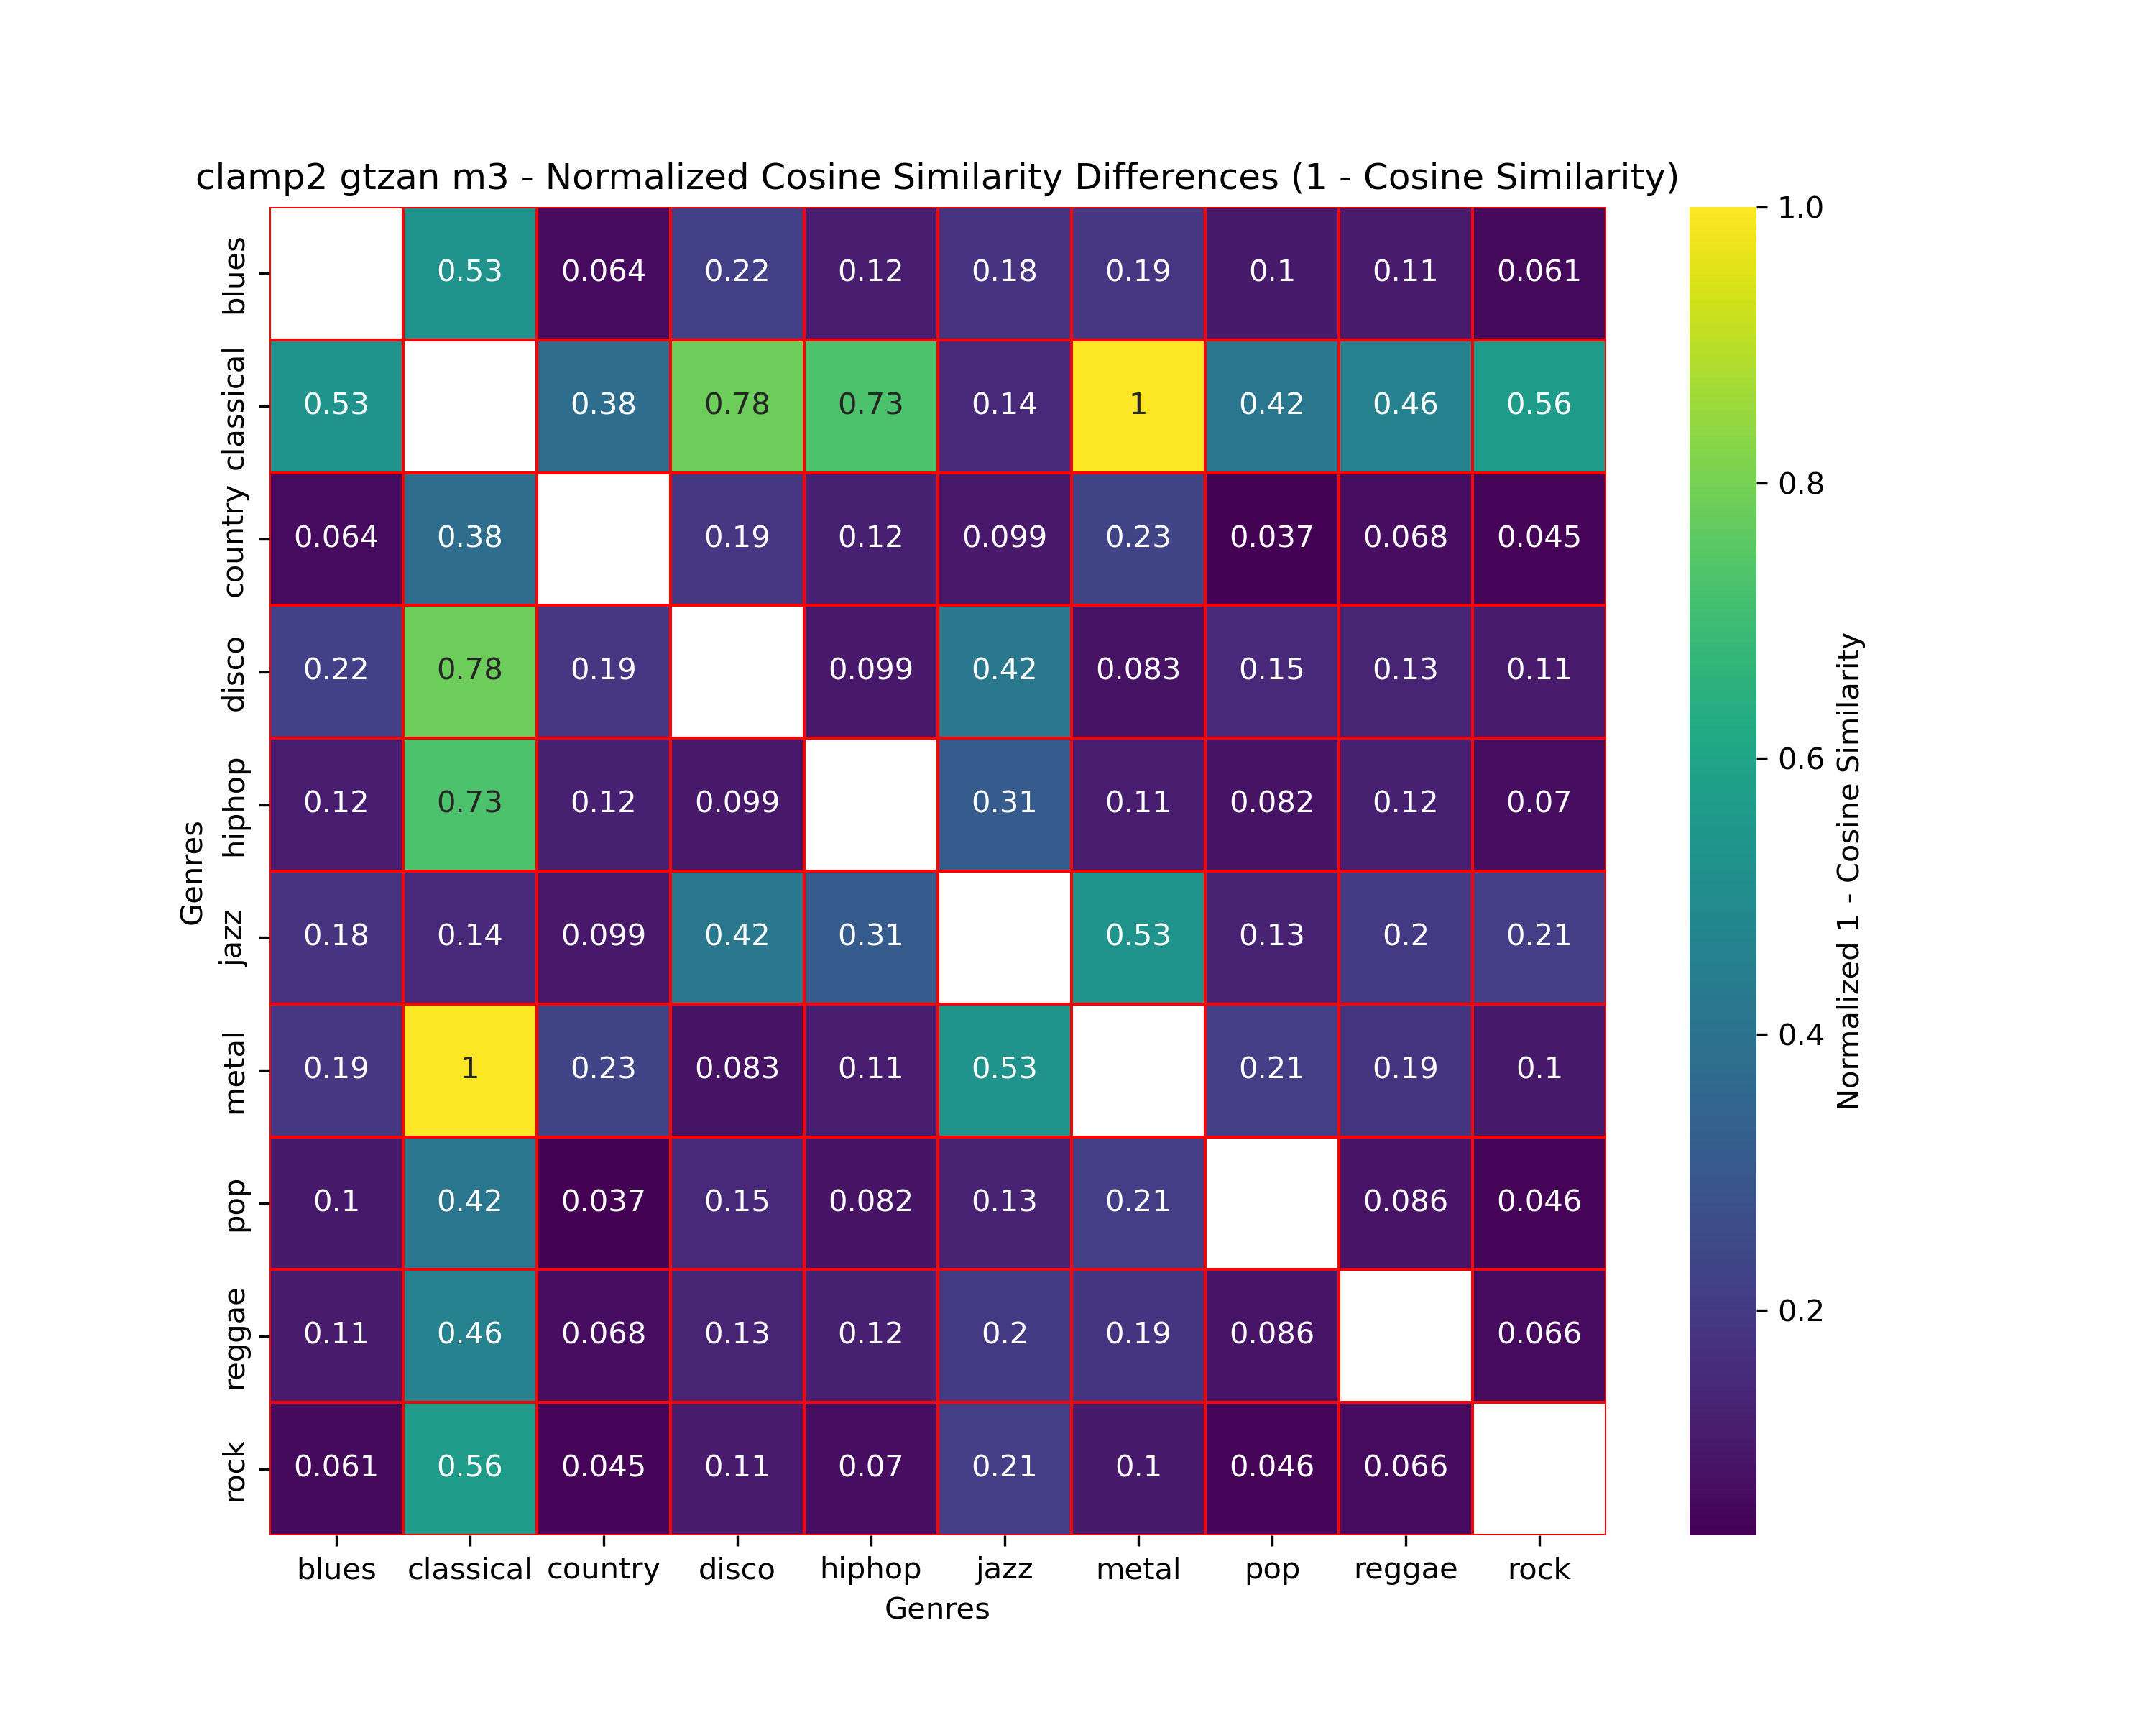 clamp2 gtzan m3 - Normalized Cosine Similarity Differences (1 - Cosine Similarity)
blues 0.53 0.064 0.22 0.12 0.18 0.19 0.1 0.11 0.061
classical 0.53 0.38 0.78 0.73 0.14 1 0.42 0.46 0.56
country 0.064 0.38 0.19 0.12 0.099 0.23 0.037 0.068 0.045
disco 0.22 0.78 0.19 0.099 0.42 0.083 0.15 0.13 0.11
hiphop 0.12 0.73 0.12 0.099 0.31 0.11 0.082 0.12 0.07
jazz 0.18 0.14 0.099 0.42 0.31 0.53 0.13 0.2 0.21
metal 0.19 1 0.23 0.083 0.11 0.53 0.21 0.19 0.1
pop 0.1 0.42 0.037 0.15 0.082 0.13 0.21 0.086 0.046
reggae 0.11 0.46 0.068 0.13 0.12 0.2 0.19 0.086 0.066
rock 0.061 0.56 0.045 0.11 0.07 0.21 0.1 0.046 0.066
blues classical country disco hiphop jazz metal pop reggae rock
Genres
Genres
1.0
0.8
0.6
0.4
0.2
Normalized 1 - Cosine Similarity